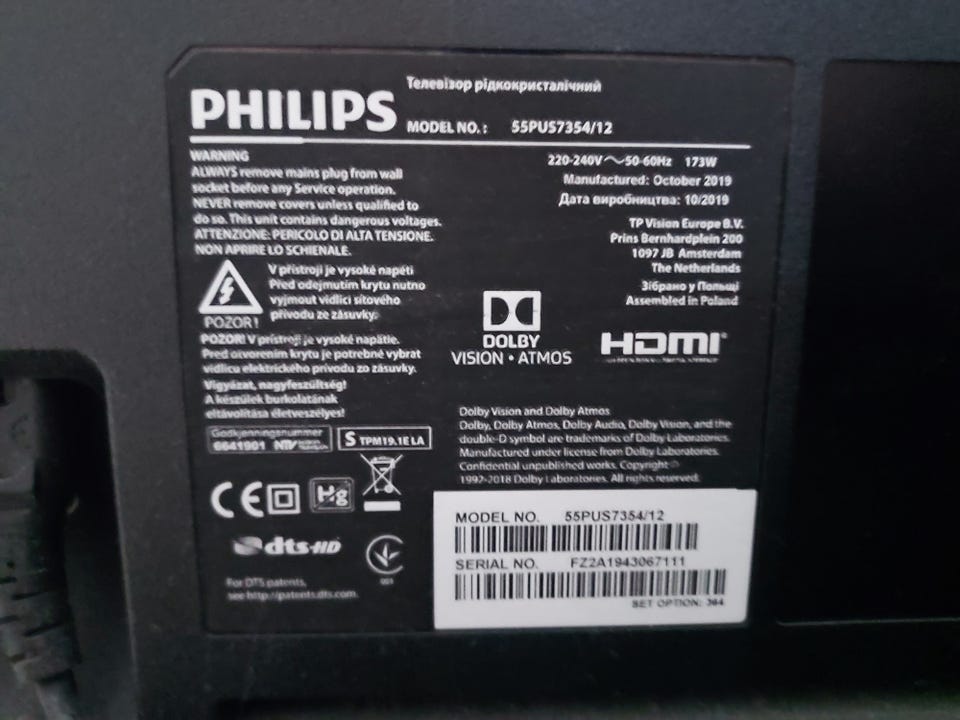 Телевізор рідкокристалічний
PHILIPS MODEL NO. : 55PUS7354/12
WARNING
ALWAYS remove mains plug from wall
socket before any Service operation.
NEVER remove covers unless qualified to
do so. This unit contains dangerous voltages.
ATTENZIONE: PERICOLO DI ALTA TENSIONE.
NON APRIRE LO SCHIENALE.
V přístroji je vysoké napětí
Před odejmutím krytu nutno
vyjmout vidlici síťového
přívodu ze zásuvky.
POZOR!
POZOR! V prístroji je vysoké napätie.
Pred otvorením krytu je potrebné vybrat
vidlicu elektrického prívodu zo zásuvky.
Vigyázat, nagyfeszültség!
A készülék burkolatának
eltávolítása életveszélyes!
Godkjenningsnummer
6641901 NTV
S TPM19.1E LA
CE
Hg
dts-HD
001
For DTS patents,
see http://patents.dts.com.
220-240V～50-60Hz 173W
Manufactured: October 2019
Дата виробництва: 10/2019
TP Vision Europe B.V.
Prins Bernhardplein 200
1097 JB Amsterdam
The Netherlands
Зібрано у Польщі
Assembled in Poland
DOLBY
VISION • ATMOS
HDMI
Dolby Vision and Dolby Atmos
Dolby, Dolby Atmos, Dolby Audio, Dolby Vision, and the
double-D symbol are trademarks of Dolby Laboratories.
Manufactured under license from Dolby Laboratories.
Confidential unpublished works. Copyright ©
1992-2018 Dolby Laboratories. All rights reserved.
MODEL NO. 55PUS7354/12
SERIAL NO. FZ2A1943067111
SET OPTION: 364